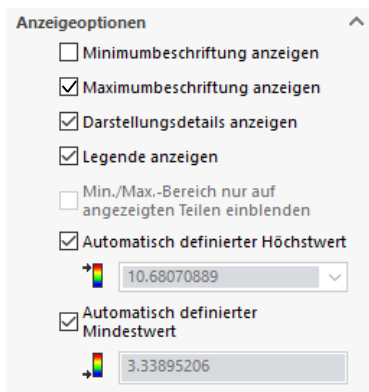 Anzeigeoptionen
Minimumbeschriftung anzeigen
Maximumbeschriftung anzeigen
Darstellungsdetails anzeigen
Legende anzeigen
Min./Max.-Bereich nur auf
angezeigten Teilen einblenden
Automatisch definierter Höchstwert
10.68070889
Automatisch definierter
Mindestwert
3.33895206